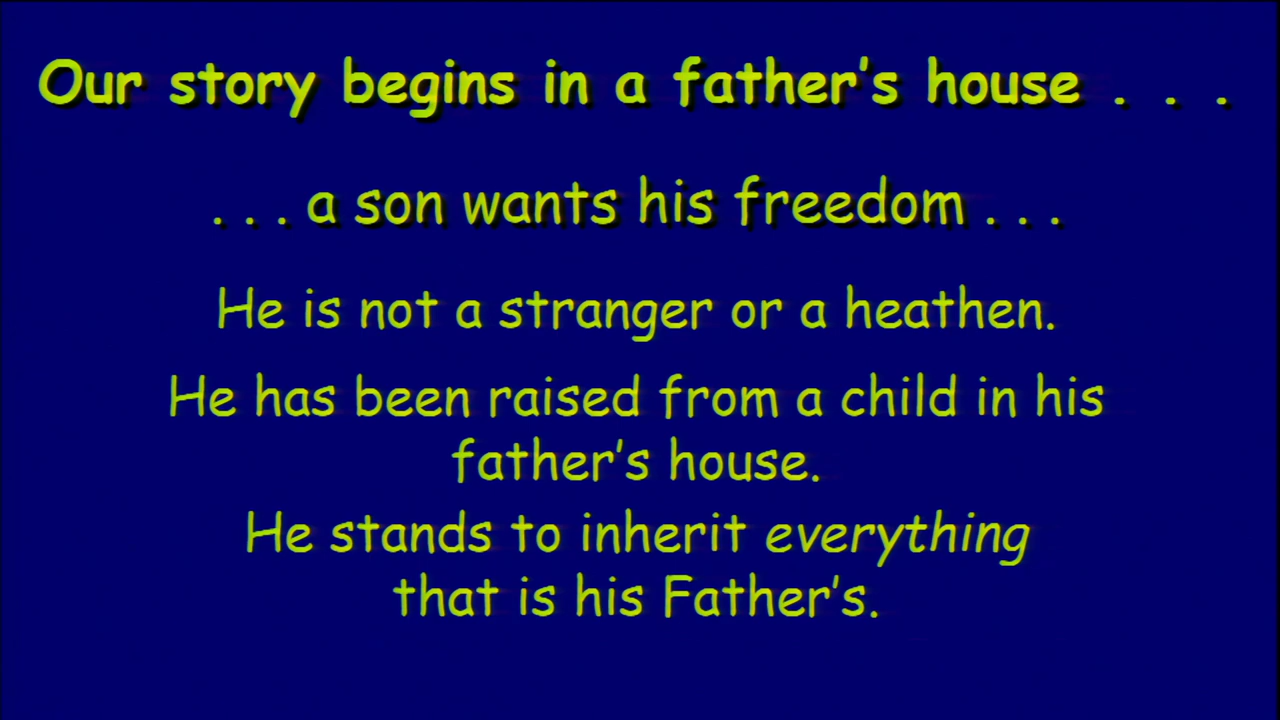 Our story begins in a father's house . . .
. . . a son wants his freedom . . .
He is not a stranger or a heathen.
He has been raised from a child in his
father's house.
He stands to inherit everything
that is his Father's.